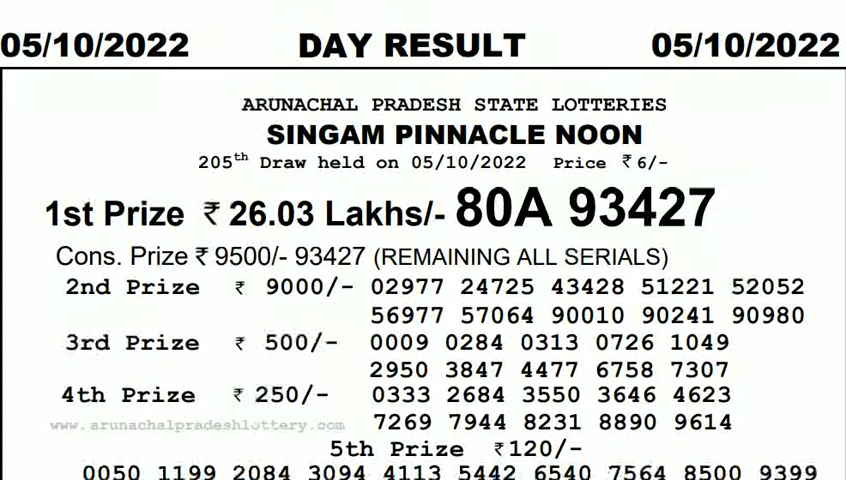 05/10/2022 DAY RESULT 05/10/2022
ARUNACHAL PRADESH STATE LOTTERIES
SINGAM PINNACLE NOON
205th Draw held on 05/10/2022 Price ₹ 6/-
1st Prize ₹ 26.03 Lakhs/- 80A 93427
Cons. Prize ₹ 9500/- 93427 (REMAINING ALL SERIALS)
2nd Prize ₹ 9000/- 02977 24725 43428 51221 52052
56977 57064 90010 90241 90980
3rd Prize ₹ 500/- 0009 0284 0313 0726 1049
2950 3847 4477 6758 7307
4th Prize ₹ 250/- 0333 2684 3550 3646 4623
www.arunachalpradeshlottery.com 7269 7944 8231 8890 9614
5th Prize ₹120/-
0050 1199 2084 3094 4113 5442 6540 7564 8500 9399